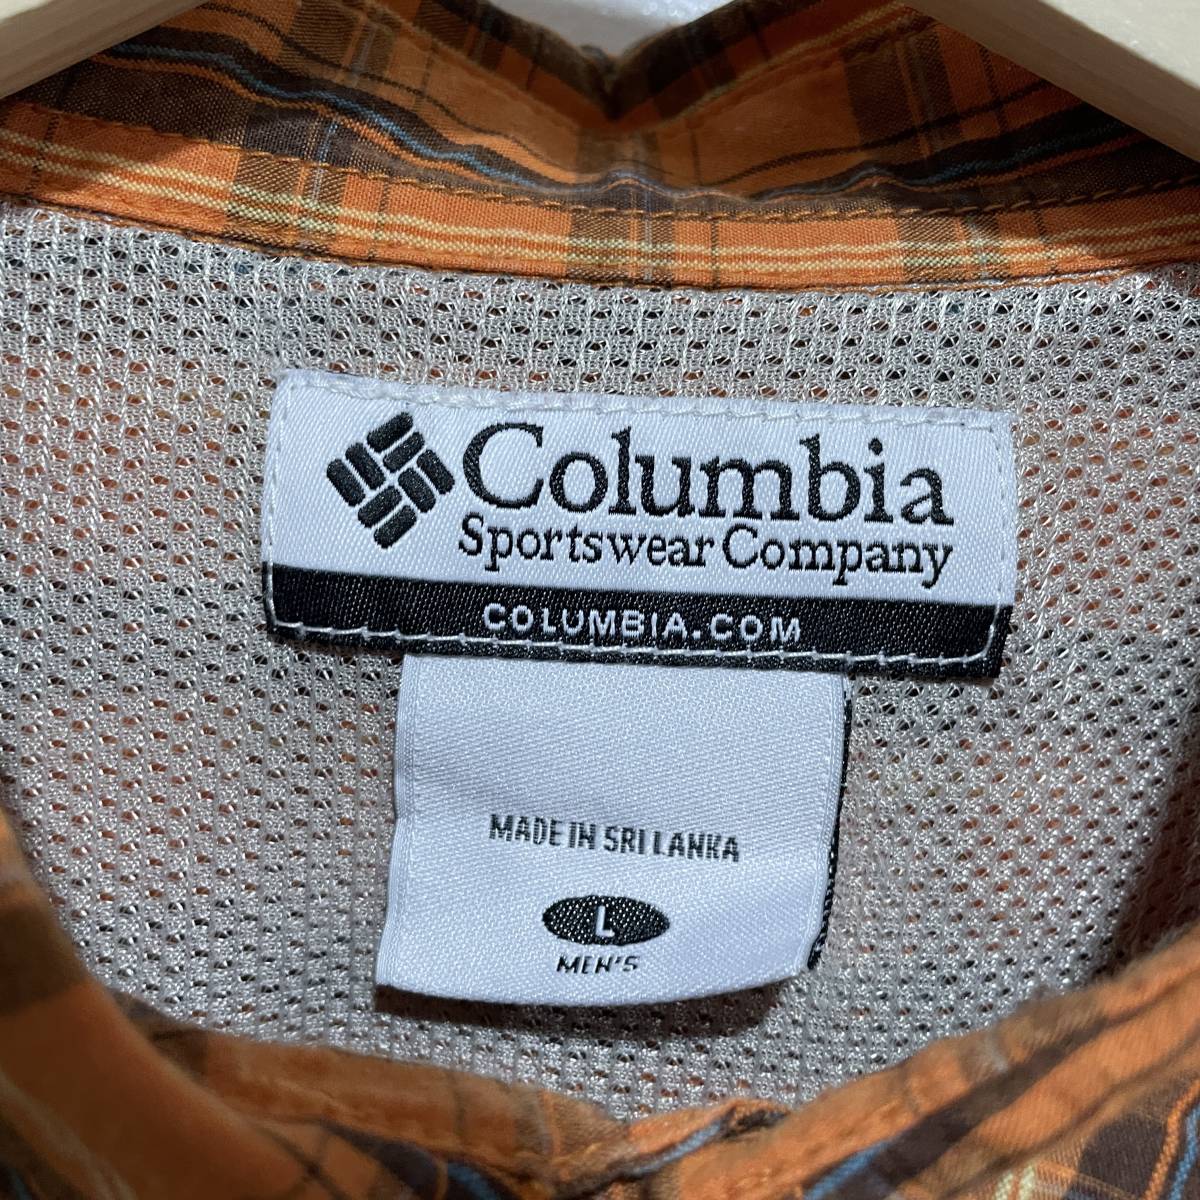 Columbia
Sportswear Company
COLUMBIA.COM
MADE IN SRI LANKA
L
MEN'S